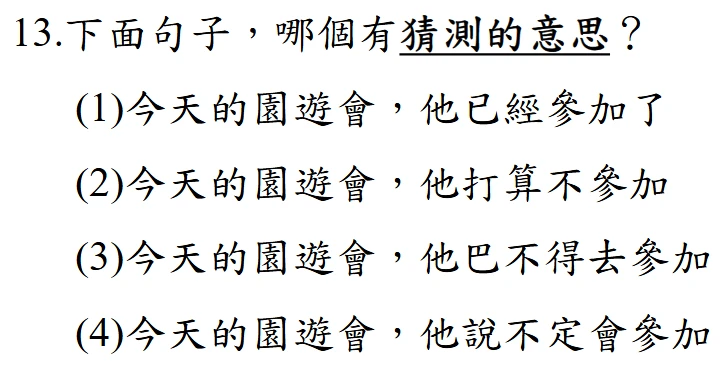 13.下面句子，哪個有猜測的意思？
(1)今天的園遊會，他已經參加了
(2)今天的園遊會，他打算不參加
(3)今天的園遊會，他巴不得去參加
(4)今天的園遊會，他說不定會參加